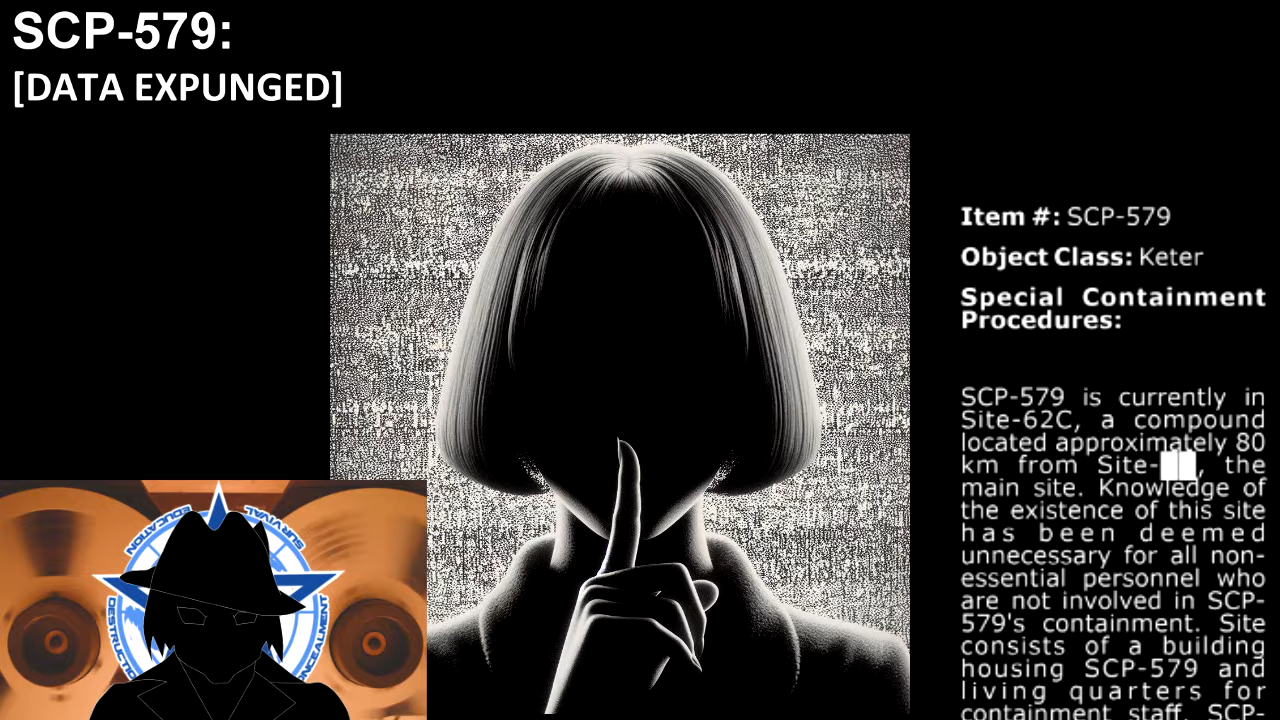 SCP-579:
[DATA EXPUNGED]
Item #: SCP-579
Object Class: Keter
Special Containment
Procedures:
SCP-579 is currently in
Site-62C, a compound
located approximately 80
km from Site-██, the
main site. Knowledge of
the existence of this site
has been deemed
unnecessary for all non-
essential personnel who
are not involved in SCP-
579's containment. Site
consists of a building
housing SCP-579 and
living quarters for
containment staff. SCP-
EDUCATION
SURVIVAL